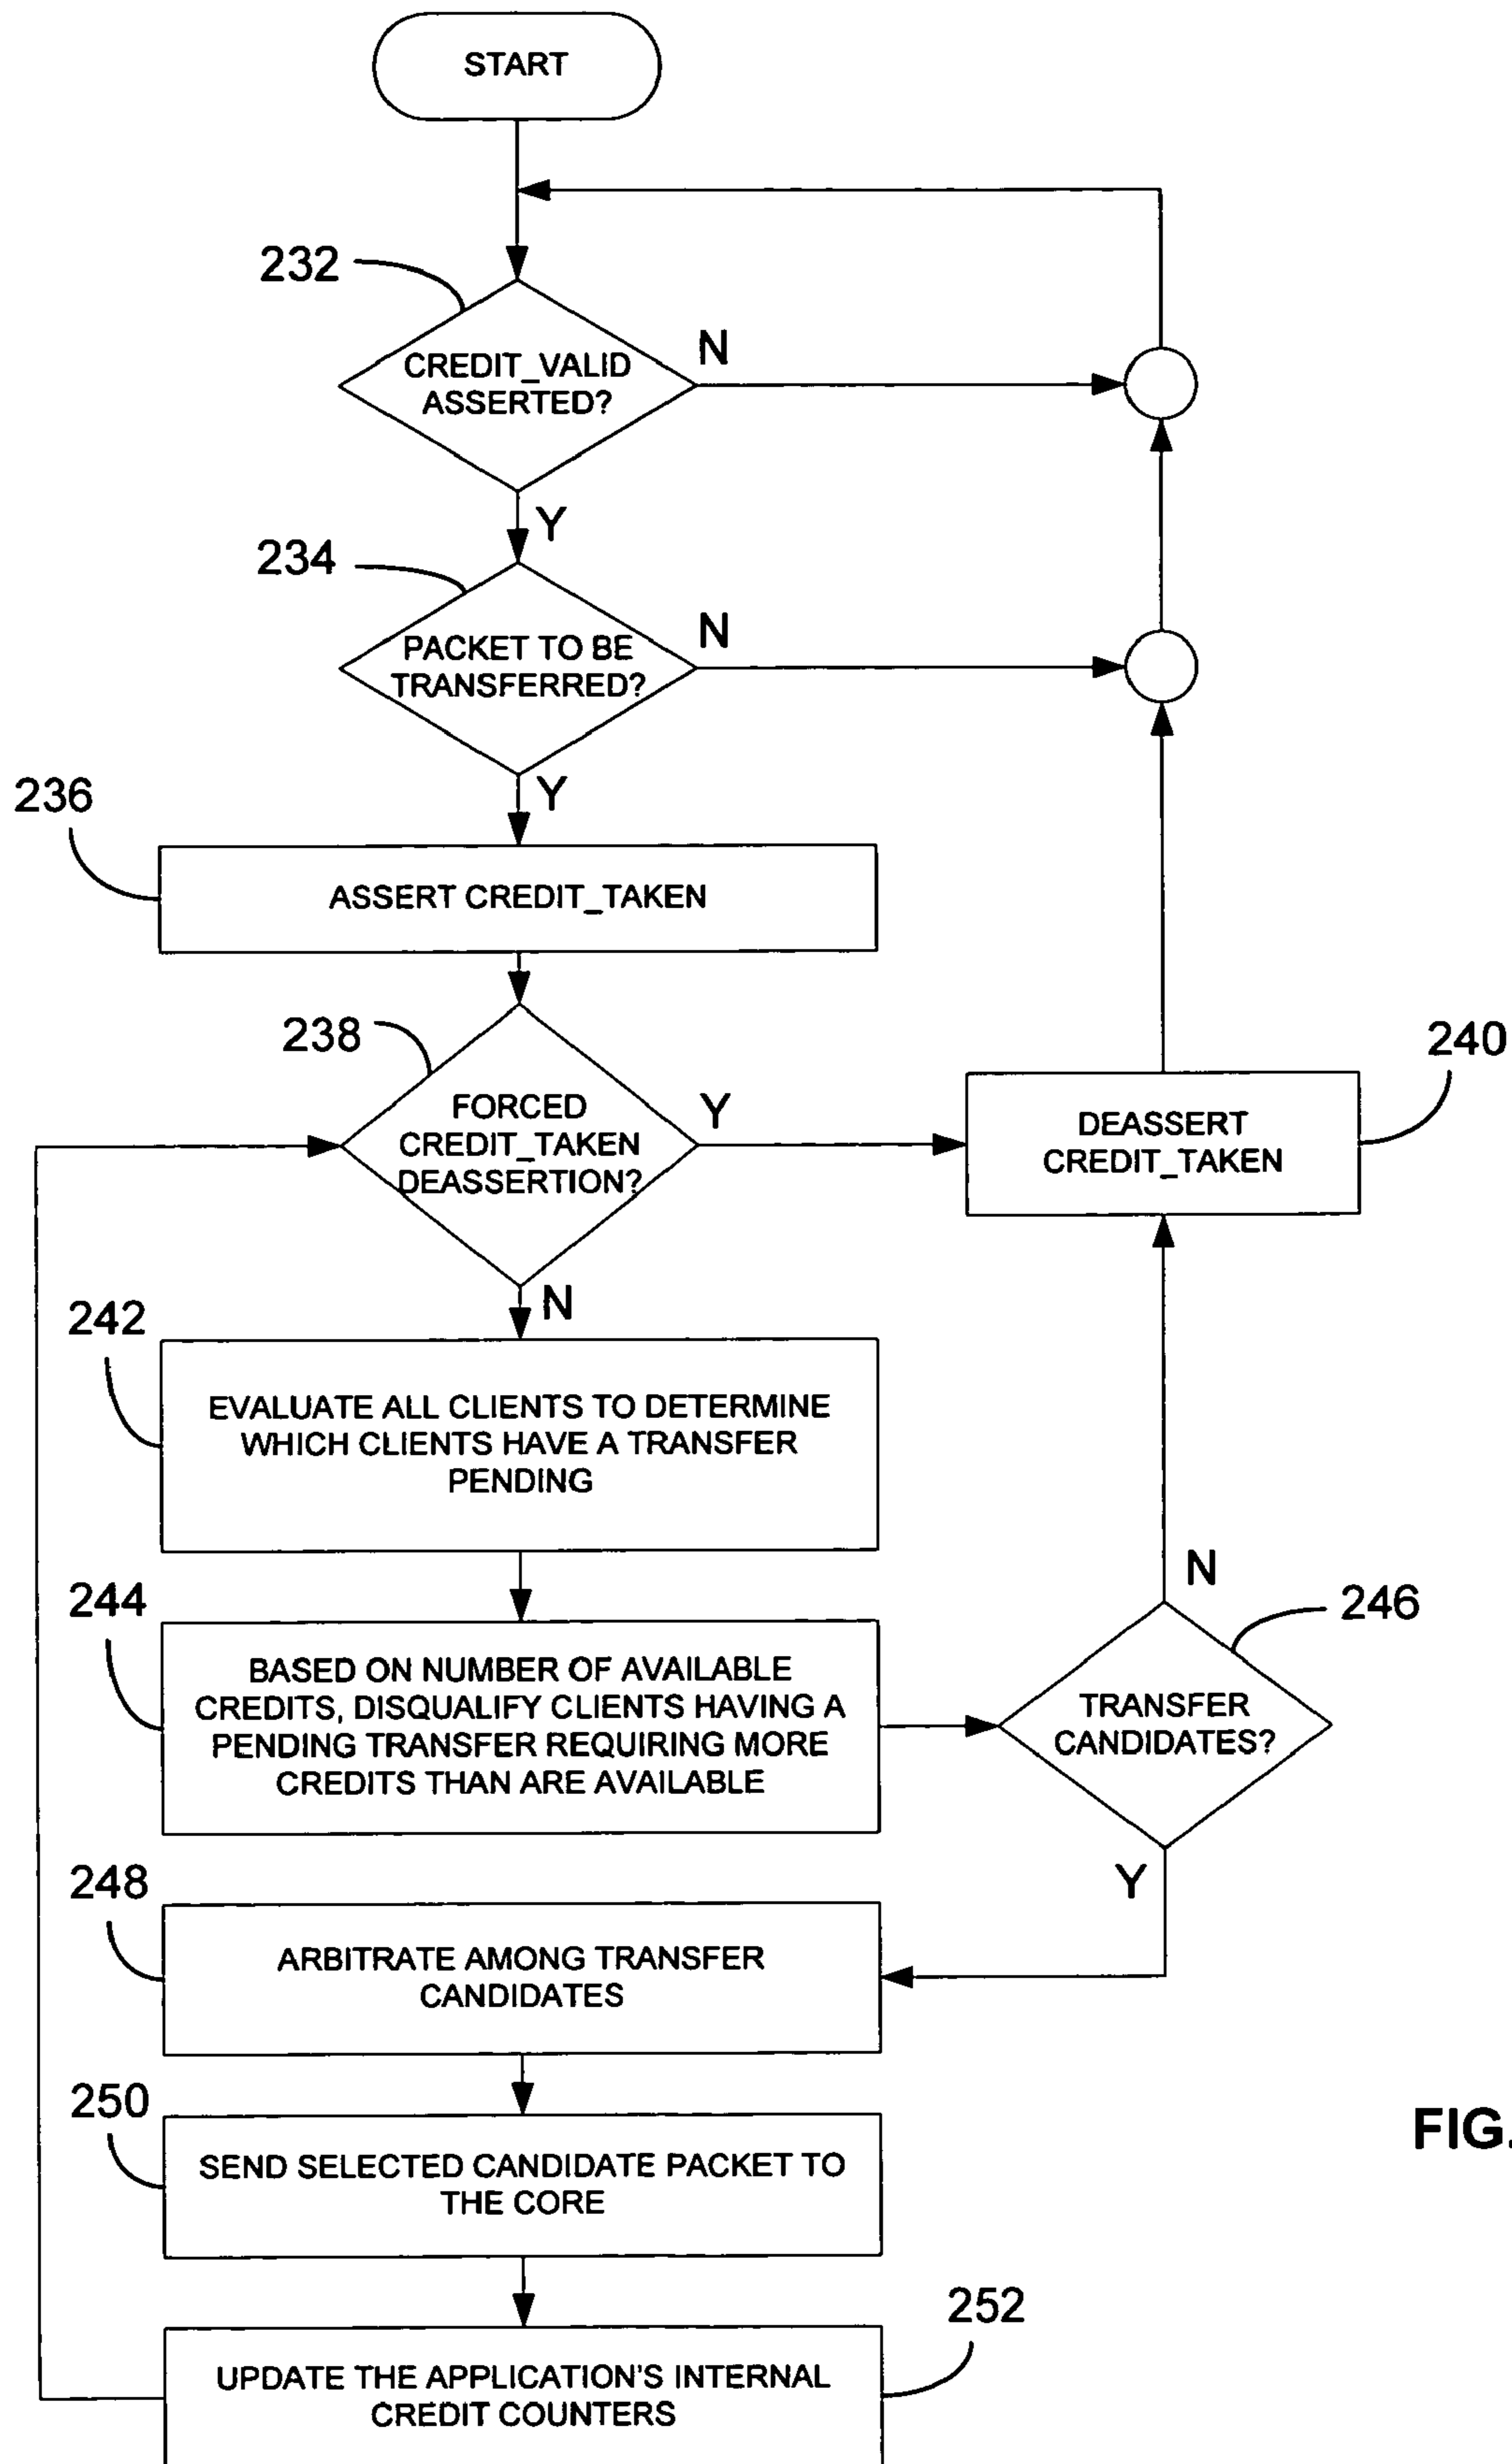 START
232
CREDIT_VALID
ASSERTED?
N
Y
234
PACKET TO BE
TRANSFERRED?
N
Y
236
ASSERT CREDIT_TAKEN
238
FORCED
CREDIT_TAKEN
DEASSERTION?
Y
240
DEASSERT
CREDIT_TAKEN
N
242
EVALUATE ALL CLIENTS TO DETERMINE
WHICH CLIENTS HAVE A TRANSFER
PENDING
244
BASED ON NUMBER OF AVAILABLE
CREDITS, DISQUALIFY CLIENTS HAVING A
PENDING TRANSFER REQUIRING MORE
CREDITS THAN ARE AVAILABLE
N
246
TRANSFER
CANDIDATES?
Y
248
ARBITRATE AMONG TRANSFER
CANDIDATES
250
SEND SELECTED CANDIDATE PACKET TO
THE CORE
FIG.
252
UPDATE THE APPLICATION'S INTERNAL
CREDIT COUNTERS